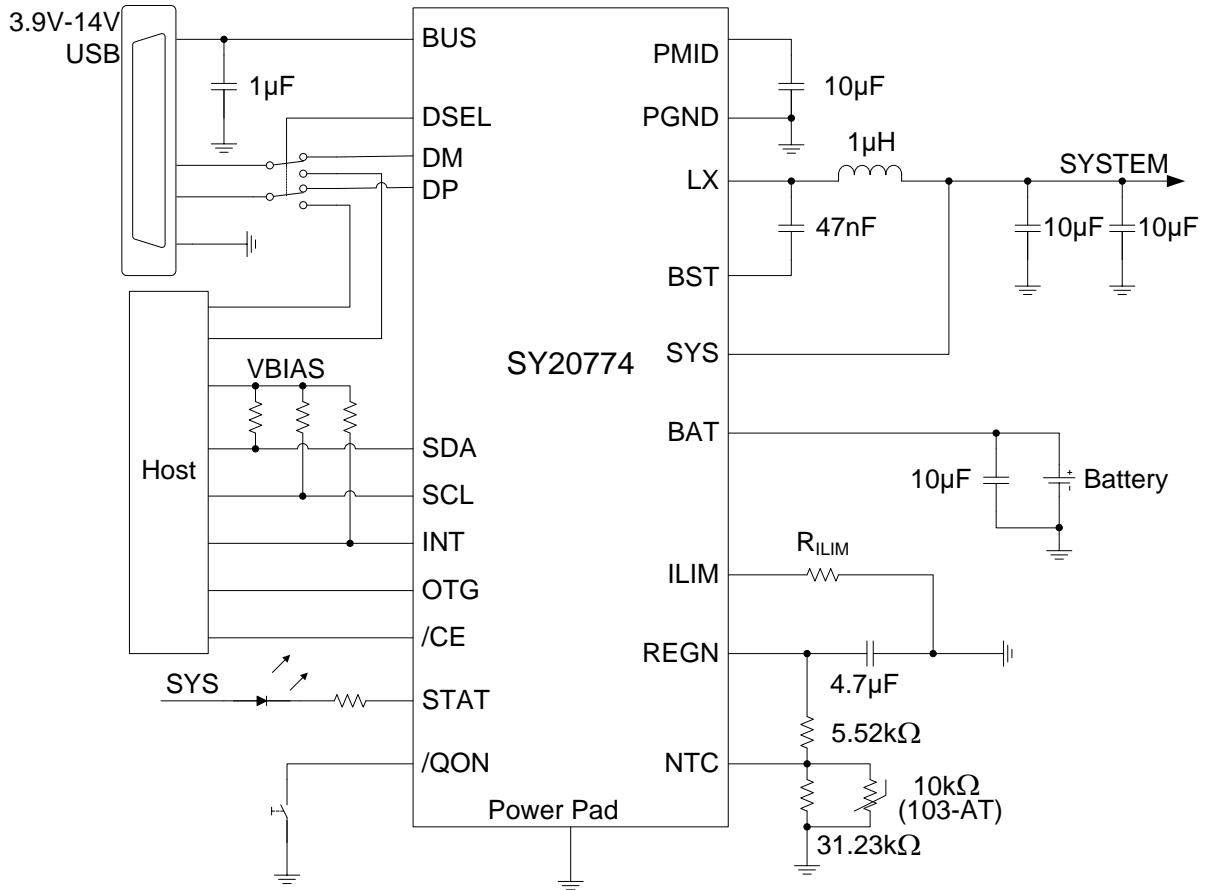 3.9V-14V
USB
BUS
1µF
DSEL
DM
DP
Host
VBIAS
SDA
SCL
INT
OTG
/CE
SYS
STAT
/QON
SY20774
Power Pad
PMID
10µF
PGND
1µH
LX
SYSTEM
47nF
10µF
10µF
BST
SYS
BAT
10µF
Battery
+
-
RILIM
ILIM
REGN
4.7µF
5.52kΩ
NTC
10kΩ
(103-AT)
31.23kΩ